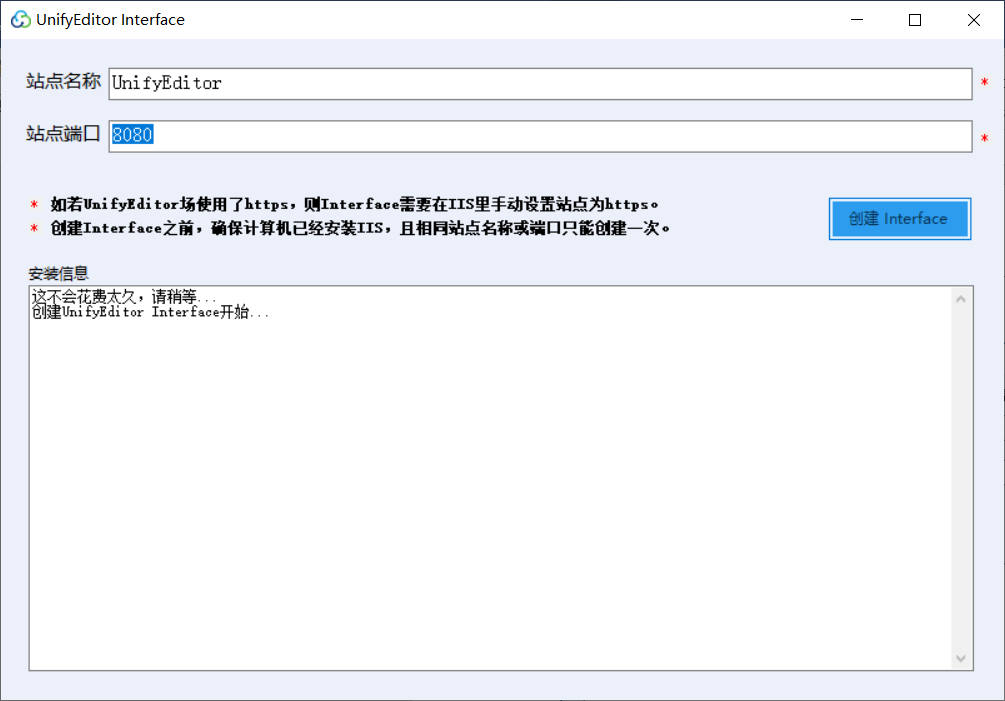 UnifyEditor Interface
站点名称 UnifyEditor *
站点端口 8080 *
* 如若UnifyEditor场使用了https，则Interface需要在IIS里手动设置站点为https。
* 创建Interface之前，确保计算机已经安装IIS，且相同站点名称或端口只能创建一次。
创建 Interface
安装信息
这不会花费太久，请稍等...
创建UnifyEditor Interface开始...